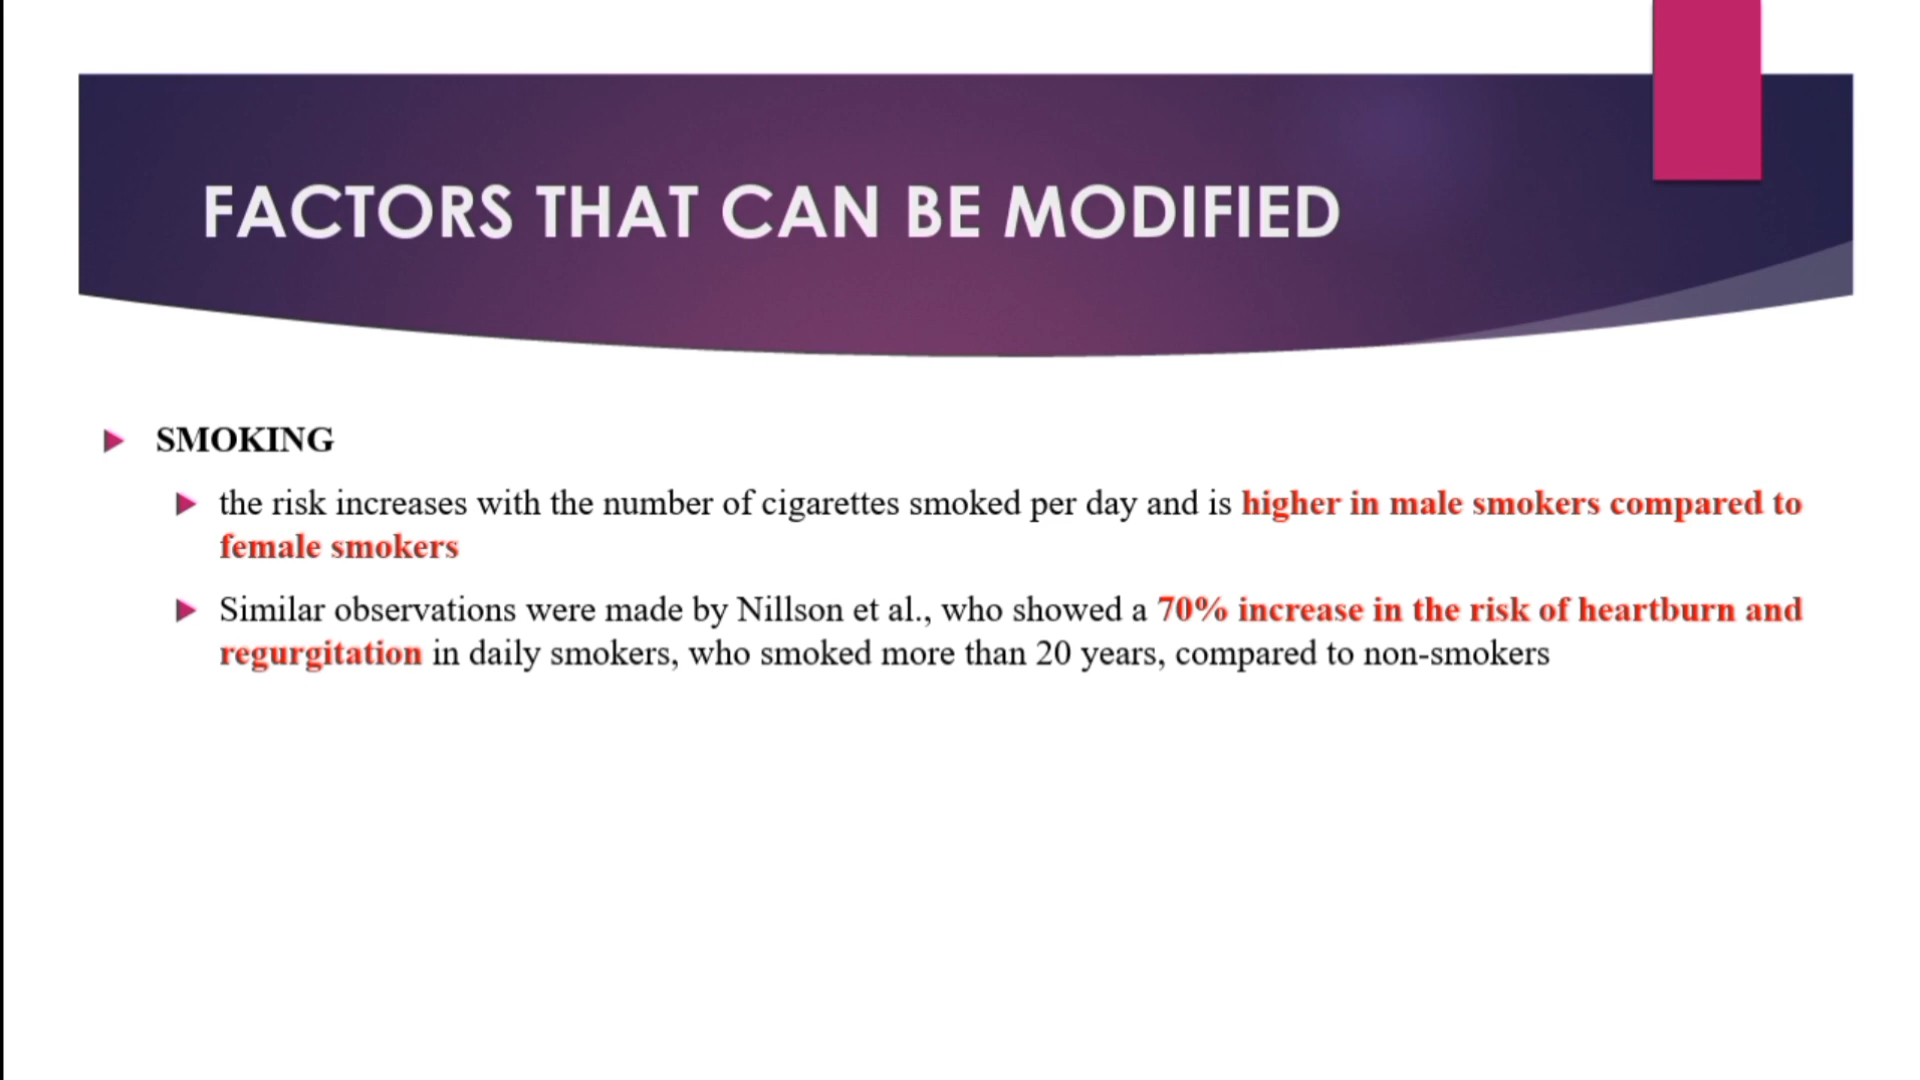 FACTORS THAT CAN BE MODIFIED
SMOKING
the risk increases with the number of cigarettes smoked per day and is higher in male smokers compared to
female smokers
Similar observations were made by Nillson et al., who showed a 70% increase in the risk of heartburn and
regurgitation in daily smokers, who smoked more than 20 years, compared to non-smokers